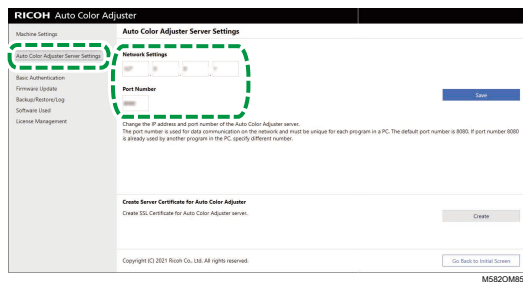 RICOH Auto Color Adjuster
Machine Settings
Auto Color Adjuster Server Settings
Basic Authentication
Firmware Update
Backup/Restore/Log
Software Used
License Management
Auto Color Adjuster Server Settings
Network Settings
Port Number
Save
Change the IP address and port number of the Auto Color Adjuster server.
The port number is used for data communication on the network and must be unique for each program in a PC. The default port number is 8080. If port number 8080
is already used by another program in the PC, specify different number.
Create Server Certificate for Auto Color Adjuster
Create SSL Certificate for Auto Color Adjuster server.
Create
Copyright (C) 2021 Ricoh Co., Ltd. All rights reserved.
Go Back to Initial Screen
M582OM85